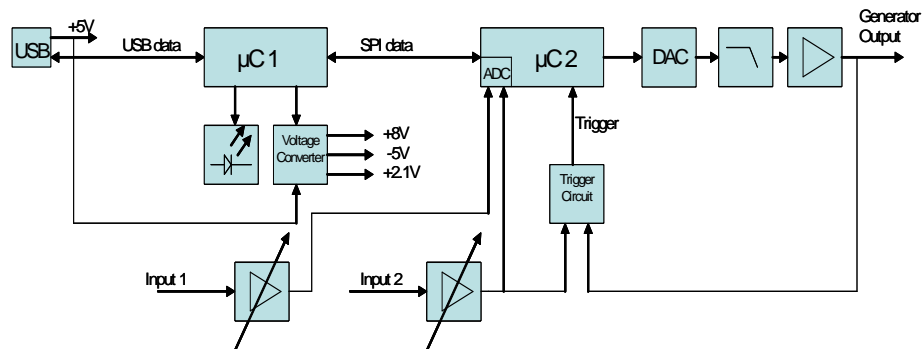 +5V
USB
USB data
µC 1
SPI data
ADC
µC 2
DAC
Generator
Output
Trigger
Voltage
Converter
+8V
-5V
+2.1V
Trigger
Circuit
Input 1
Input 2